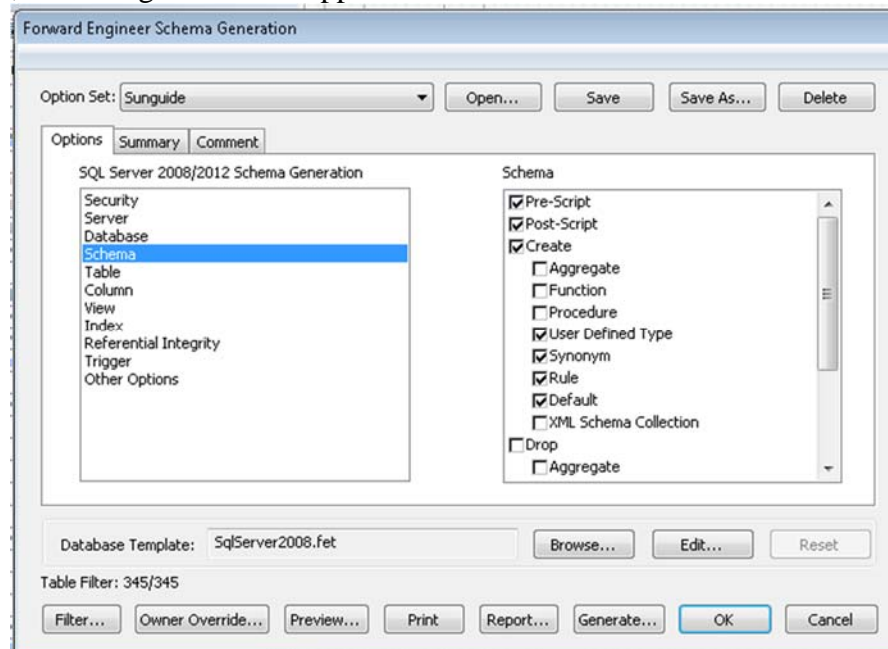 Forward Engineer Schema Generation
Option Set: Sunguide Open... Save Save As... Delete
Options Summary Comment
SQL Server 2008/2012 Schema Generation
Security
Server
Database
Schema
Table
Column
View
Index
Referential Integrity
Trigger
Other Options
Schema
Pre-Script
Post-Script
Create
Aggregate
Function
Procedure
User Defined Type
Synonym
Rule
Default
XML Schema Collection
Drop
Aggregate
Database Template: SqlServer2008.fet Browse... Edit... Reset
Table Filter: 345/345
Filter... Owner Override... Preview... Print Report... Generate... OK Cancel